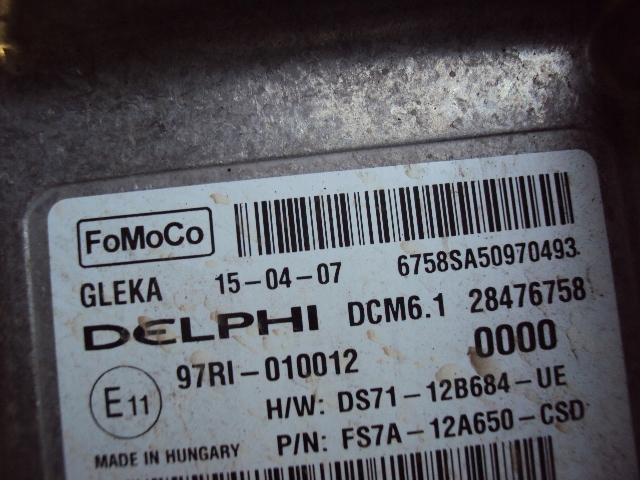 FoMoCo
6758SA50970493
GLEKA 15-04-07
DELPHI DCM6.1 28476758
97RI-010012 0000
E11
H/W: DS71-12B684-UE
MADE IN HUNGARY P/N: FS7A-12A650-CSD